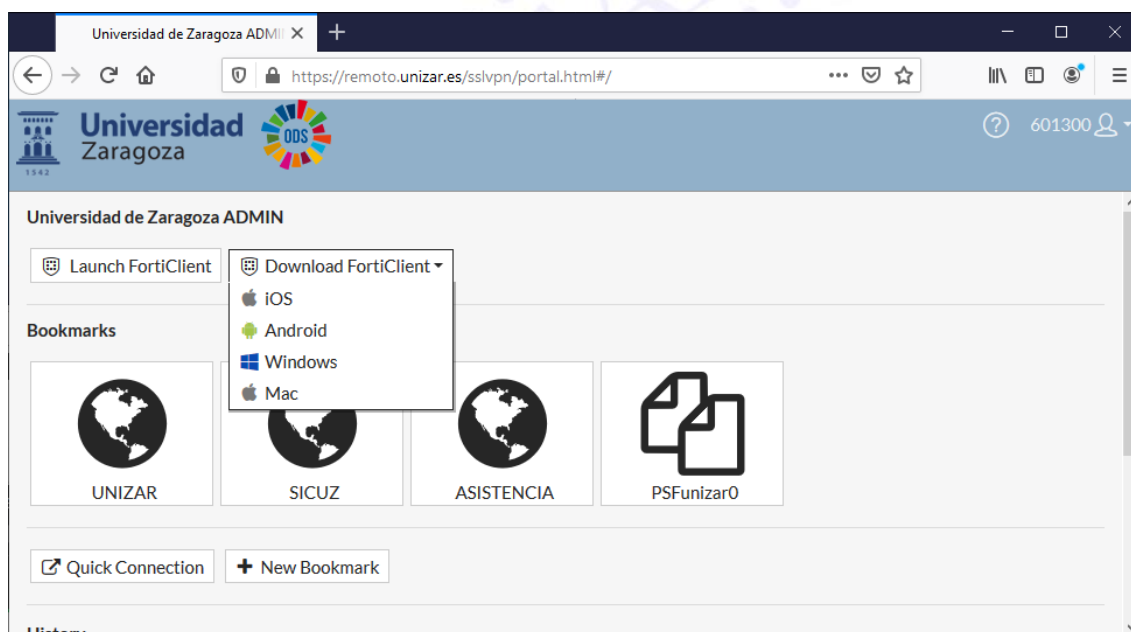 Universidad de Zaragoza ADMI
https://remoto.unizar.es/sslvpn/portal.html#/
Universidad
Zaragoza
1542
ODS
601300
Universidad de Zaragoza ADMIN
Launch FortiClient
Download FortiClient
iOS
Android
Windows
Mac
Bookmarks
UNIZAR
SICUZ
ASISTENCIA
PSFunizar0
Quick Connection
New Bookmark
History